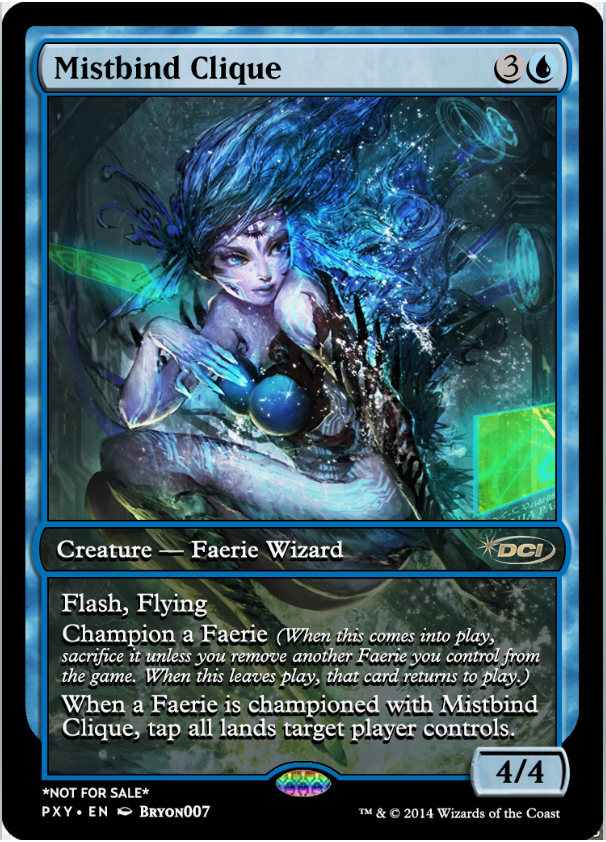 Mistbind Clique
3
Creature — Faerie Wizard
DCI
Flash, Flying
Champion a Faerie (When this comes into play,
sacrifice it unless you remove another Faerie you control from
the game. When this leaves play, that card returns to play.)
When a Faerie is championed with Mistbind
Clique, tap all lands target player controls.
4/4
*NOT FOR SALE*
PXY • EN Bryon007
™ & © 2014 Wizards of the Coast